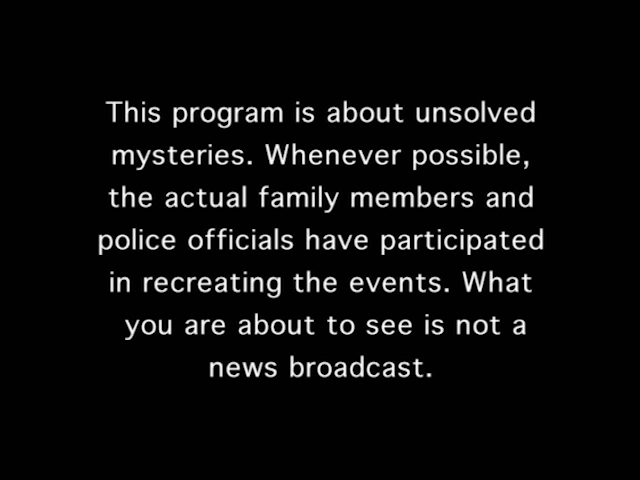 This program is about unsolved
mysteries. Whenever possible,
the actual family members and
police officials have participated
in recreating the events. What
you are about to see is not a
news broadcast.